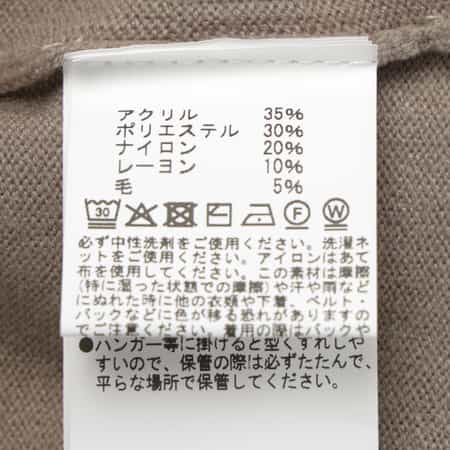 アクリル 35%
ポリエステル 30%
ナイロン 20%
レーヨン 10%
毛 5%
30 F W
必ず中性洗剤をご使用ください。洗濯ネ
ットをご使用ください。アイロンはあて
布を使用してください。この素材は摩擦
(特に湿った状態での摩擦)や汗や雨など
にぬれた時に他の衣類や下着、ベルト・
バックなどに色が移る恐れがありますの
でご注意ください。着用の際はバックや
●ハンガー等に掛けると型くずれしや
すいので、保管の際は必ずたたんで、
平らな場所で保管してください。